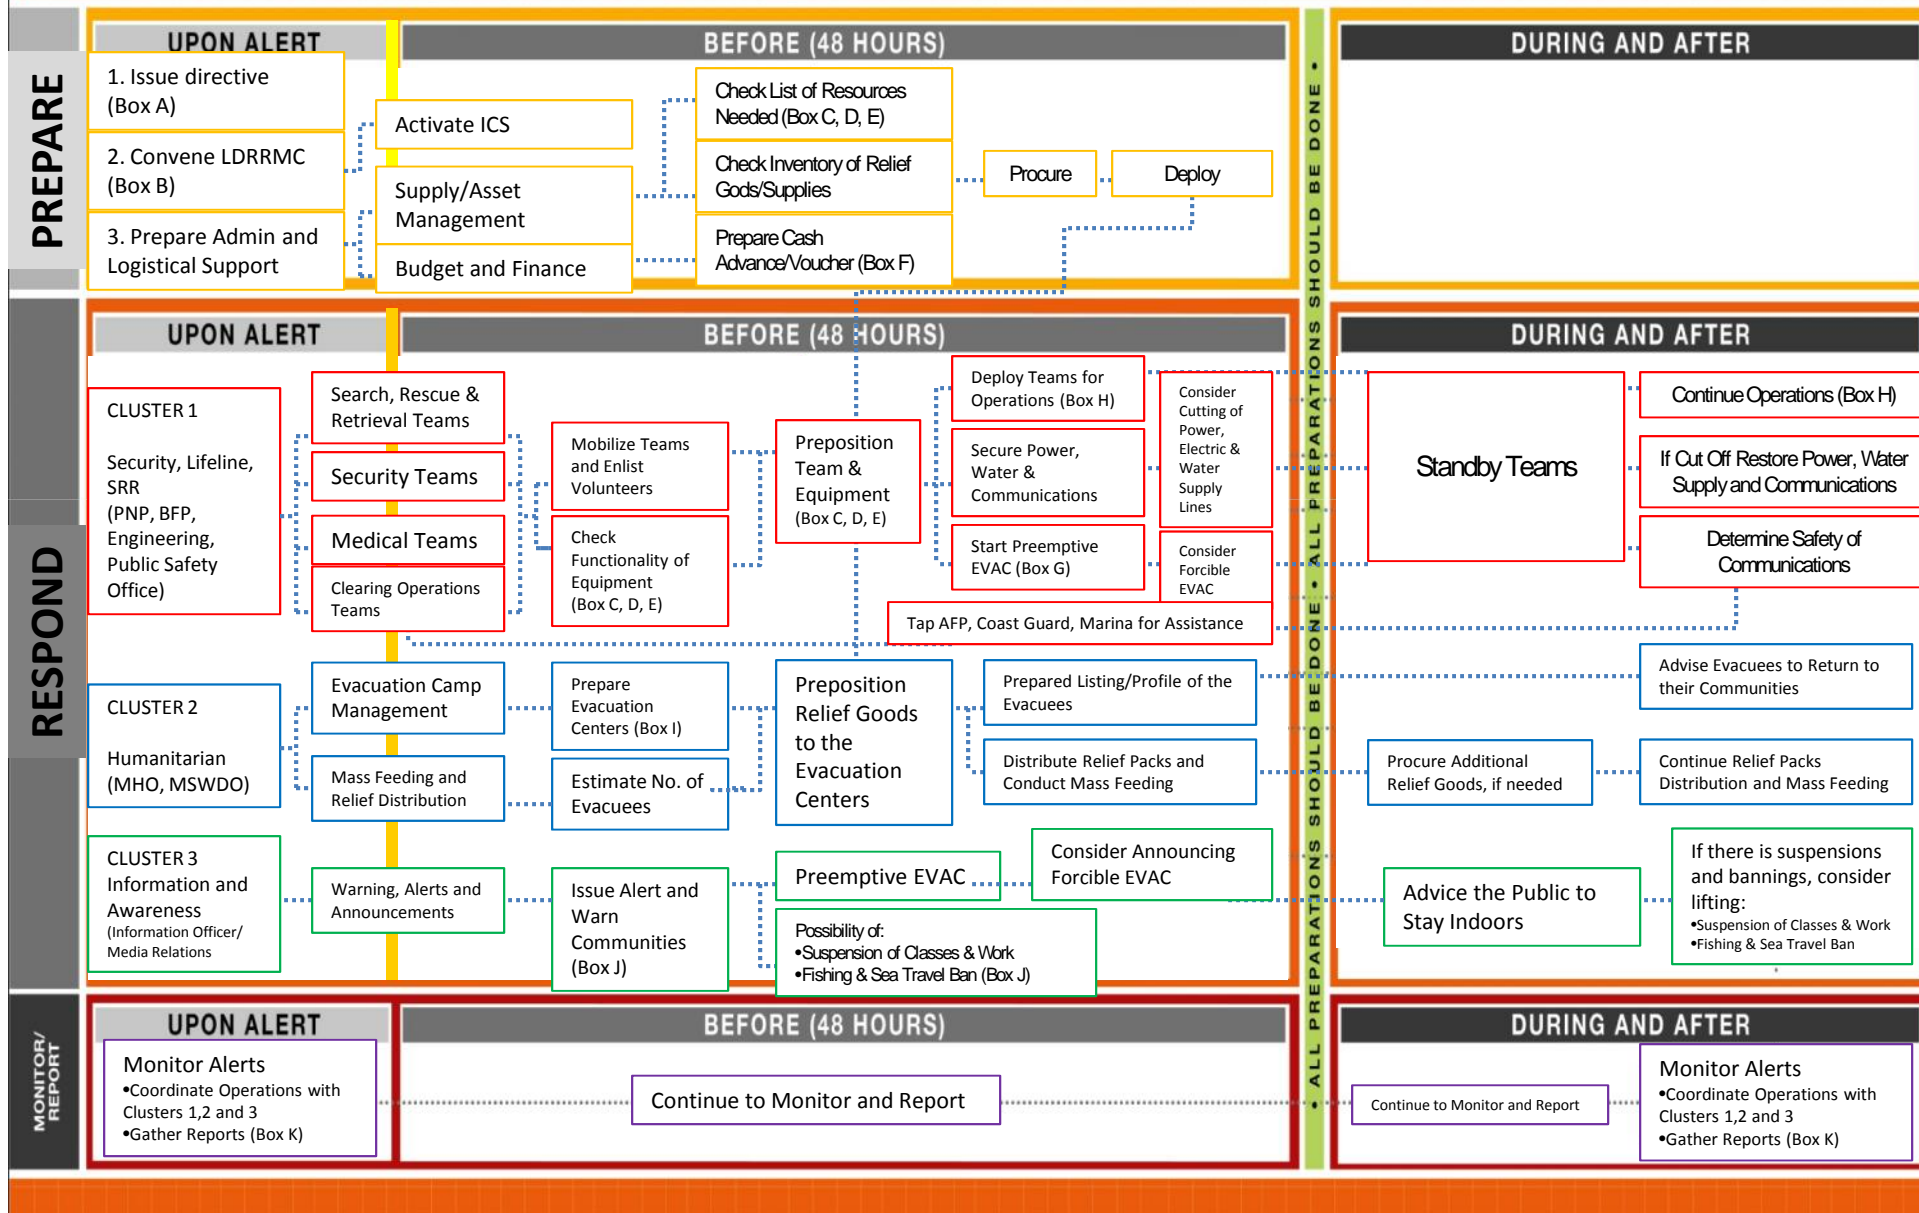 PREPARE
UPON ALERT
BEFORE (48 HOURS)
DURING AND AFTER
1. Issue directive
(Box A)
2. Convene LDRRMC
(Box B)
3. Prepare Admin and
Logistical Support
Activate ICS
Supply/Asset
Management
Budget and Finance
Check List of Resources
Needed (Box C, D, E)
Check Inventory of Relief
Gods/Supplies
Prepare Cash
Advance/Voucher (Box F)
Procure
Deploy
• ALL PREPARATIONS SHOULD BE DONE • ALL PREPARATIONS SHOULD BE DONE •
RESPOND
UPON ALERT
BEFORE (48 HOURS)
DURING AND AFTER
CLUSTER 1
Security, Lifeline,
SRR
(PNP, BFP,
Engineering,
Public Safety
Office)
Search, Rescue &
Retrieval Teams
Security Teams
Medical Teams
Clearing Operations
Teams
Mobilize Teams
and Enlist
Volunteers
Check
Functionality of
Equipment
(Box C, D, E)
Preposition
Team &
Equipment
(Box C, D, E)
Deploy Teams for
Operations (Box H)
Secure Power,
Water &
Communications
Start Preemptive
EVAC (Box G)
Consider
Cutting of
Power,
Electric &
Water
Supply
Lines
Consider
Forcible
EVAC
Tap AFP, Coast Guard, Marina for Assistance
Standby Teams
Continue Operations (Box H)
If Cut Off Restore Power, Water
Supply and Communications
Determine Safety of
Communications
CLUSTER 2
Humanitarian
(MHO, MSWDO)
Evacuation Camp
Management
Mass Feeding and
Relief Distribution
Prepare
Evacuation
Centers (Box I)
Estimate No. of
Evacuees
Preposition
Relief Goods
to the
Evacuation
Centers
Prepared Listing/Profile of the
Evacuees
Distribute Relief Packs and
Conduct Mass Feeding
Advise Evacuees to Return to
their Communities
Procure Additional
Relief Goods, if needed
Continue Relief Packs
Distribution and Mass Feeding
CLUSTER 3
Information and
Awareness
(Information Officer/
Media Relations
Warning, Alerts and
Announcements
Issue Alert and
Warn
Communities
(Box J)
Preemptive EVAC
Consider Announcing
Forcible EVAC
Possibility of:
•Suspension of Classes & Work
•Fishing & Sea Travel Ban (Box J)
Advice the Public to
Stay Indoors
If there is suspensions
and bannings, consider
lifting:
•Suspension of Classes & Work
•Fishing & Sea Travel Ban
MONITOR/
REPORT
UPON ALERT
BEFORE (48 HOURS)
DURING AND AFTER
Monitor Alerts
•Coordinate Operations with
Clusters 1,2 and 3
•Gather Reports (Box K)
Continue to Monitor and Report
Continue to Monitor and Report
Monitor Alerts
•Coordinate Operations with
Clusters 1,2 and 3
•Gather Reports (Box K)